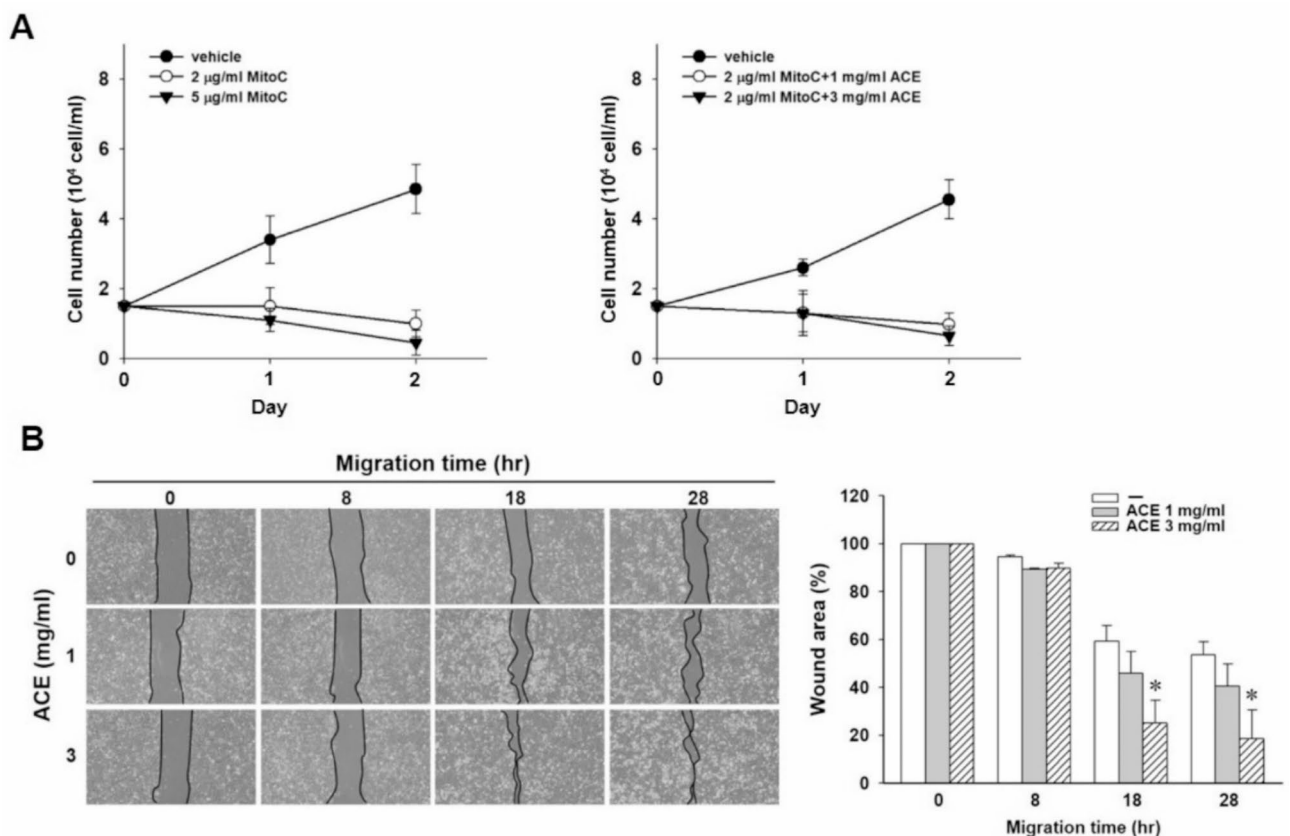 A
vehicle
2 µg/ml MitoC
5 µg/ml MitoC
Cell number (10⁴ cell/ml)
8
6
4
2
0
0 1 2
Day
vehicle
2 µg/ml MitoC+1 mg/ml ACE
2 µg/ml MitoC+3 mg/ml ACE
Cell number (10⁴ cell/ml)
8
6
4
2
0
0 1 2
Day
B
Migration time (hr)
0 8 18 28
ACE (mg/ml)
0
1
3
Wound area (%)
120
100
80
60
40
20
0
–
ACE 1 mg/ml
ACE 3 mg/ml
* *
0 8 18 28
Migration time (hr)